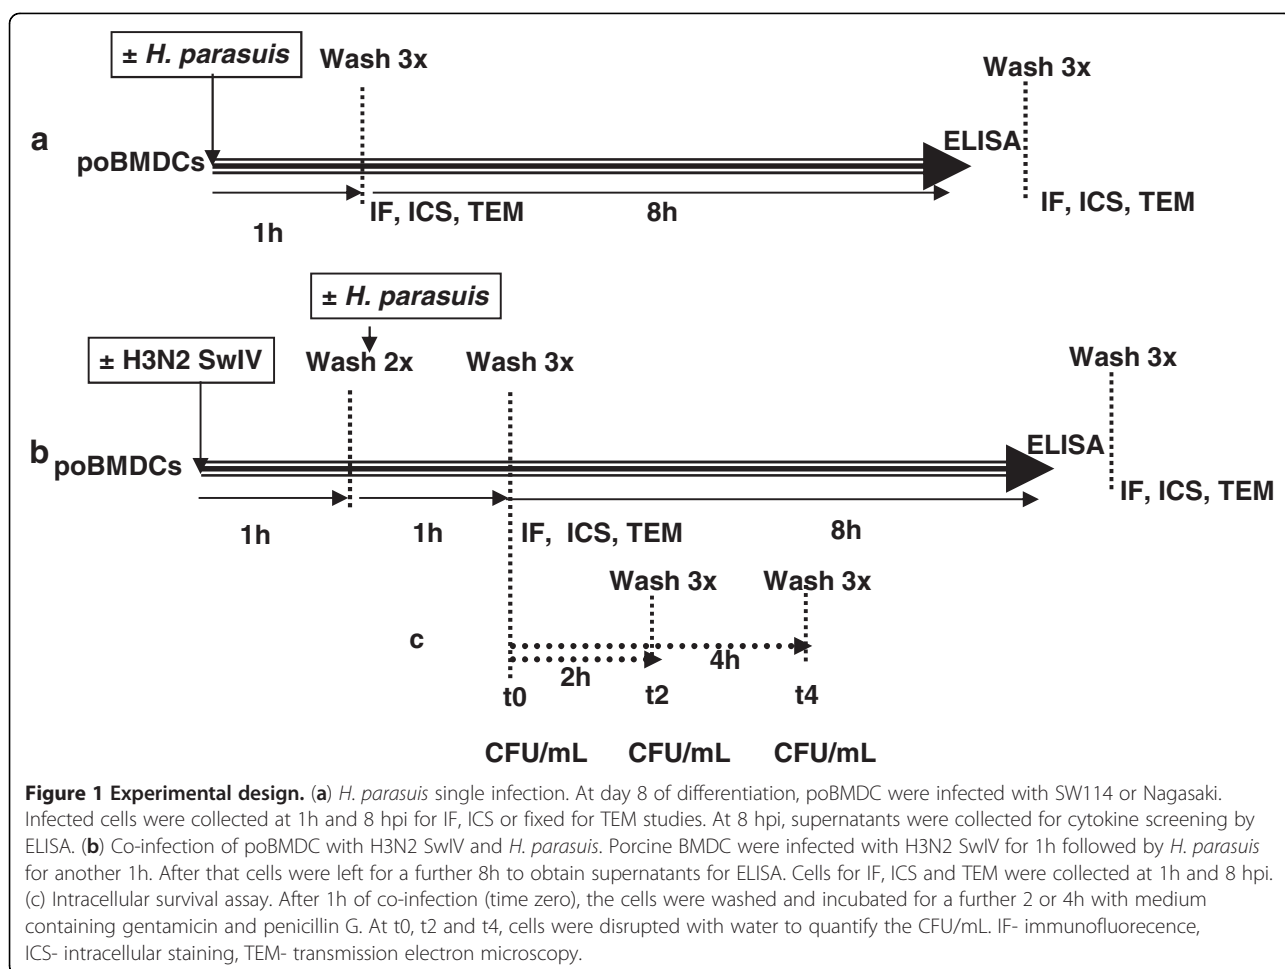 ± H. parasuis
Wash 3x
Wash 3x
a
poBMDCs
ELISA
IF, ICS, TEM
8h
IF, ICS, TEM
1h
± H. parasuis
± H3N2 SwIV
Wash 2x
Wash 3x
Wash 3x
b
poBMDCs
ELISA
IF, ICS, TEM
1h
1h
IF, ICS, TEM
8h
Wash 3x
Wash 3x
c
2h
4h
t0
t2
t4
CFU/mL
CFU/mL
CFU/mL
Figure 1 Experimental design. (a) H. parasuis single infection. At day 8 of differentiation, poBMDC were infected with SW114 or Nagasaki.
Infected cells were collected at 1h and 8 hpi for IF, ICS or fixed for TEM studies. At 8 hpi, supernatants were collected for cytokine screening by
ELISA. (b) Co-infection of poBMDC with H3N2 SwIV and H. parasuis. Porcine BMDC were infected with H3N2 SwIV for 1h followed by H. parasuis
for another 1h. After that cells were left for a further 8h to obtain supernatants for ELISA. Cells for IF, ICS and TEM were collected at 1h and 8 hpi.
(c) Intracellular survival assay. After 1h of co-infection (time zero), the cells were washed and incubated for a further 2 or 4h with medium
containing gentamicin and penicillin G. At t0, t2 and t4, cells were disrupted with water to quantify the CFU/mL. IF- immunofluorecence,
ICS- intracellular staining, TEM- transmission electron microscopy.